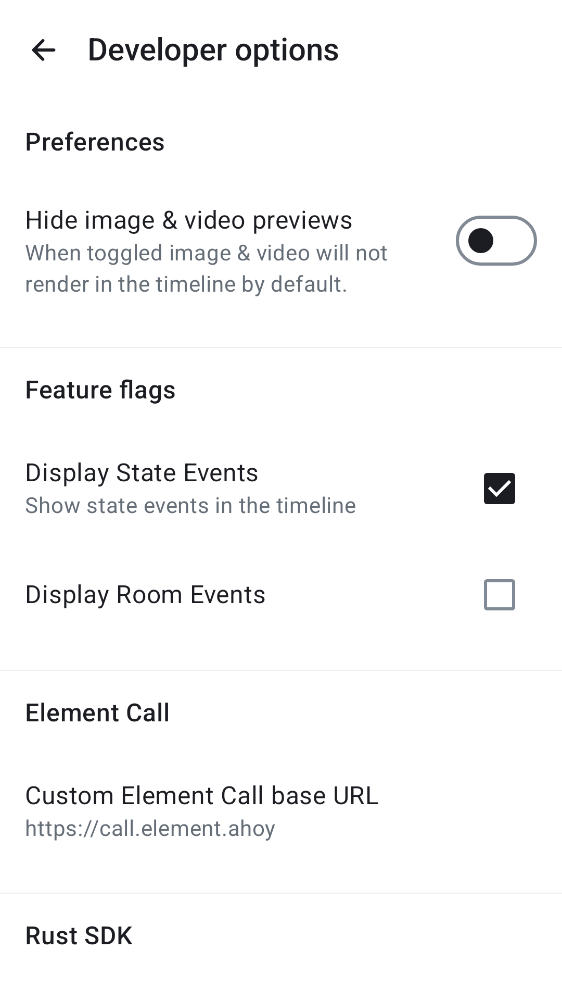 Developer options
Preferences
Hide image & video previews
When toggled image & video will not
render in the timeline by default.
Feature flags
Display State Events
Show state events in the timeline
Display Room Events
Element Call
Custom Element Call base URL
https://call.element.ahoy
Rust SDK